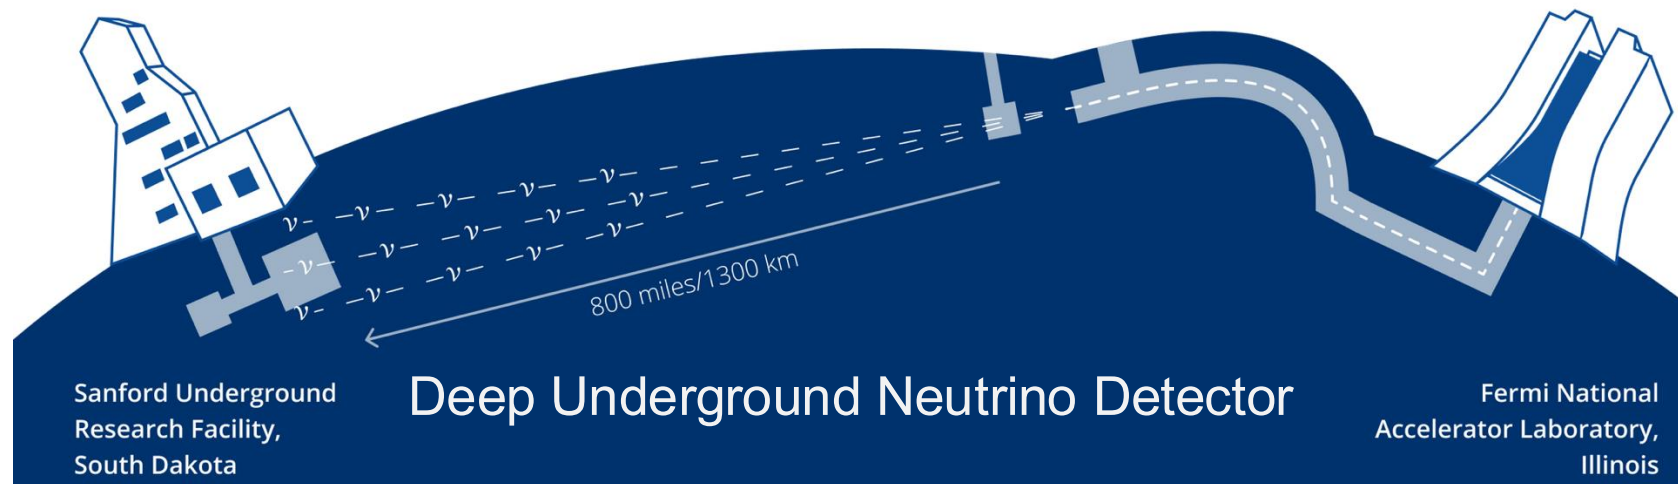 800 miles/1300 km
Deep Underground Neutrino Detector
Sanford Underground
Research Facility,
South Dakota
Fermi National
Accelerator Laboratory,
Illinois
ν ν ν ν ν
ν ν ν ν ν
ν ν ν ν ν